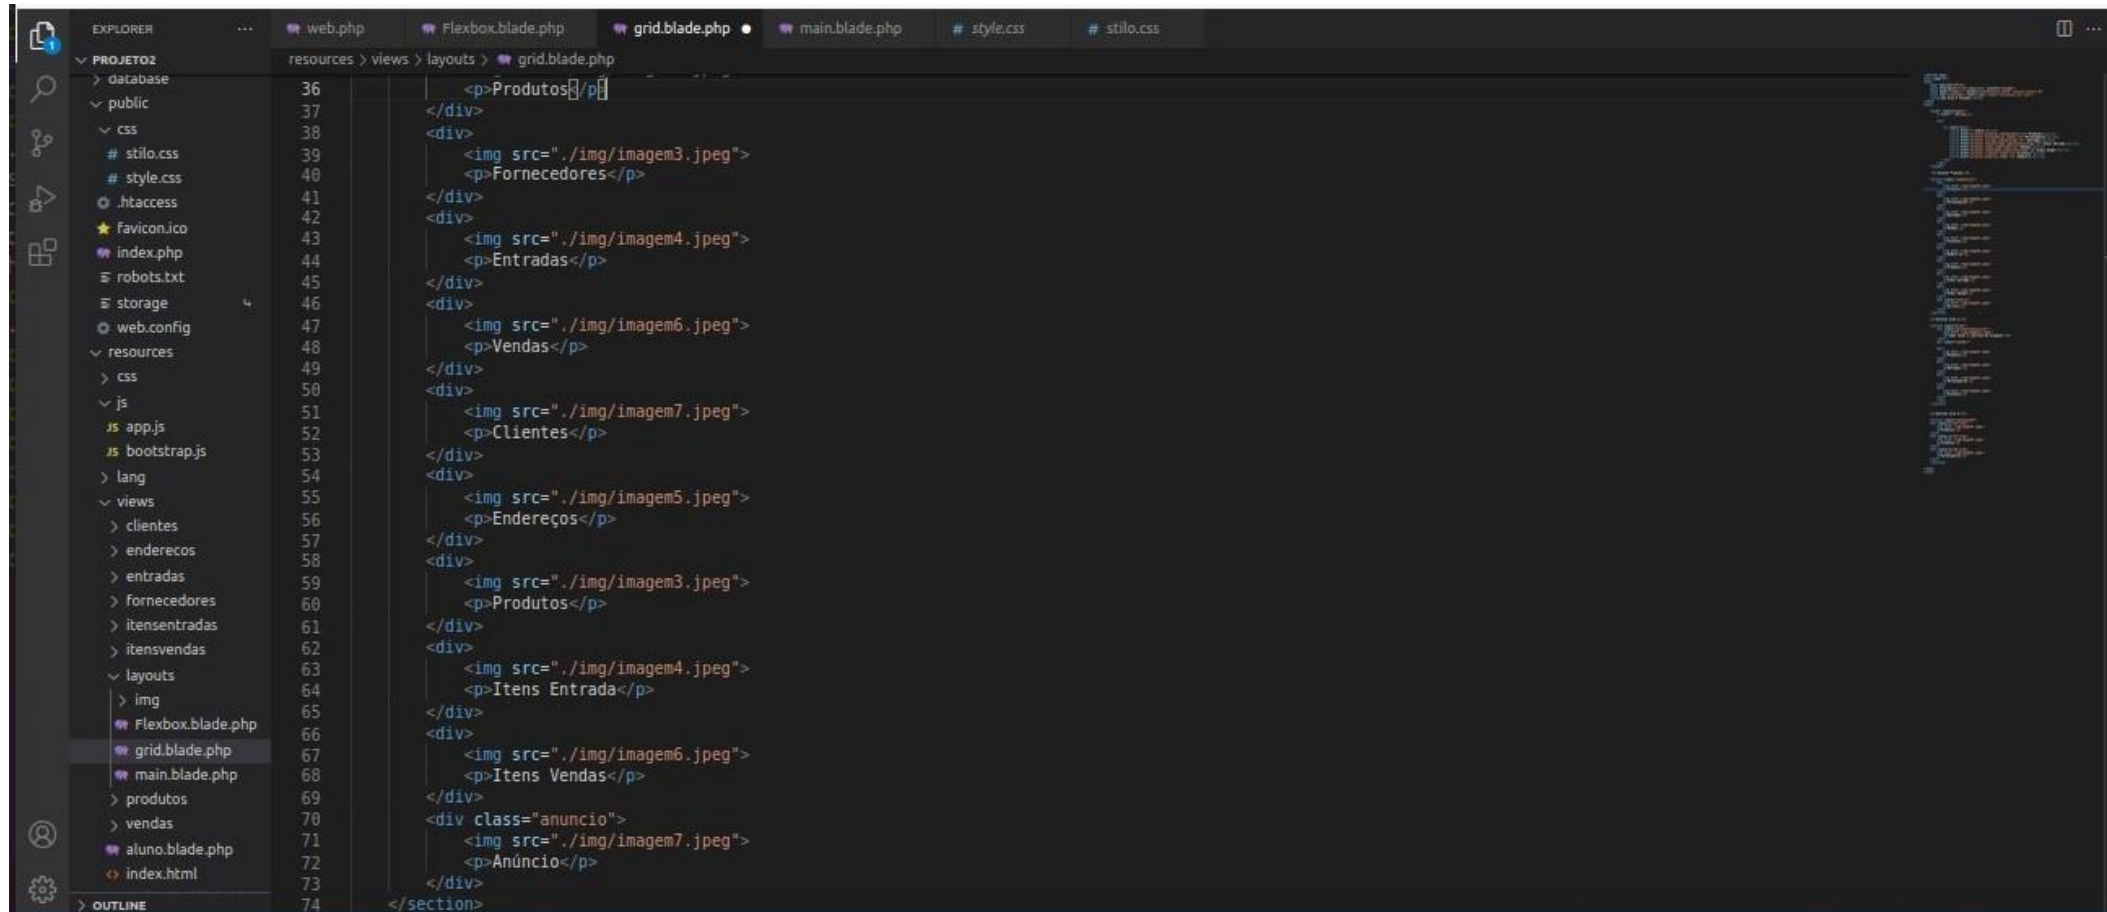 EXPLORER ...
PROJETO2
database
public
css
# stilo.css
# style.css
.htaccess
favicon.ico
index.php
robots.txt
storage
web.config
resources
css
js
JS app.js
JS bootstrap.js
lang
views
clientes
enderecos
entradas
fornecedores
itensentradas
itensvendas
layouts
img
Flexbox.blade.php
grid.blade.php
main.blade.php
produtos
vendas
aluno.blade.php
<> index.html
OUTLINE
1
web.php Flexbox.blade.php grid.blade.php ● main.blade.php # style.css # stilo.css ...
resources > views > layouts > grid.blade.php
36 <p>Produtos</p>
37 </div>
38 <div>
39 <img src="./img/imagem3.jpeg">
40 <p>Fornecedores</p>
41 </div>
42 <div>
43 <img src="./img/imagem4.jpeg">
44 <p>Entradas</p>
45 </div>
46 <div>
47 <img src="./img/imagem6.jpeg">
48 <p>Vendas</p>
49 </div>
50 <div>
51 <img src="./img/imagem7.jpeg">
52 <p>Clientes</p>
53 </div>
54 <div>
55 <img src="./img/imagem5.jpeg">
56 <p>Endereços</p>
57 </div>
58 <div>
59 <img src="./img/imagem3.jpeg">
60 <p>Produtos</p>
61 </div>
62 <div>
63 <img src="./img/imagem4.jpeg">
64 <p>Itens Entrada</p>
65 </div>
66 <div>
67 <img src="./img/imagem6.jpeg">
68 <p>Itens Vendas</p>
69 </div>
70 <div class="anuncio">
71 <img src="./img/imagem7.jpeg">
72 <p>Anúncio</p>
73 </div>
74 </section>